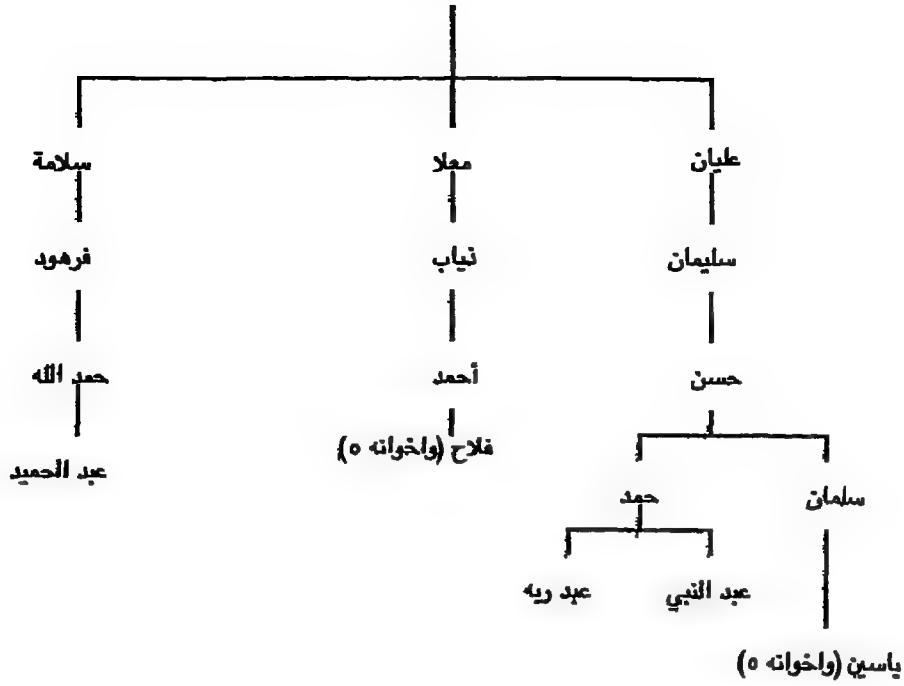 عليان معلا سلامة
سليمان نياب فرهود
حسن أحمد حمد الله
فلاح (واخوانه ٥)
عبد الحميد
سلمان حمد
عبد النبي عبد ربه
ياسين (واخوانه ٥)